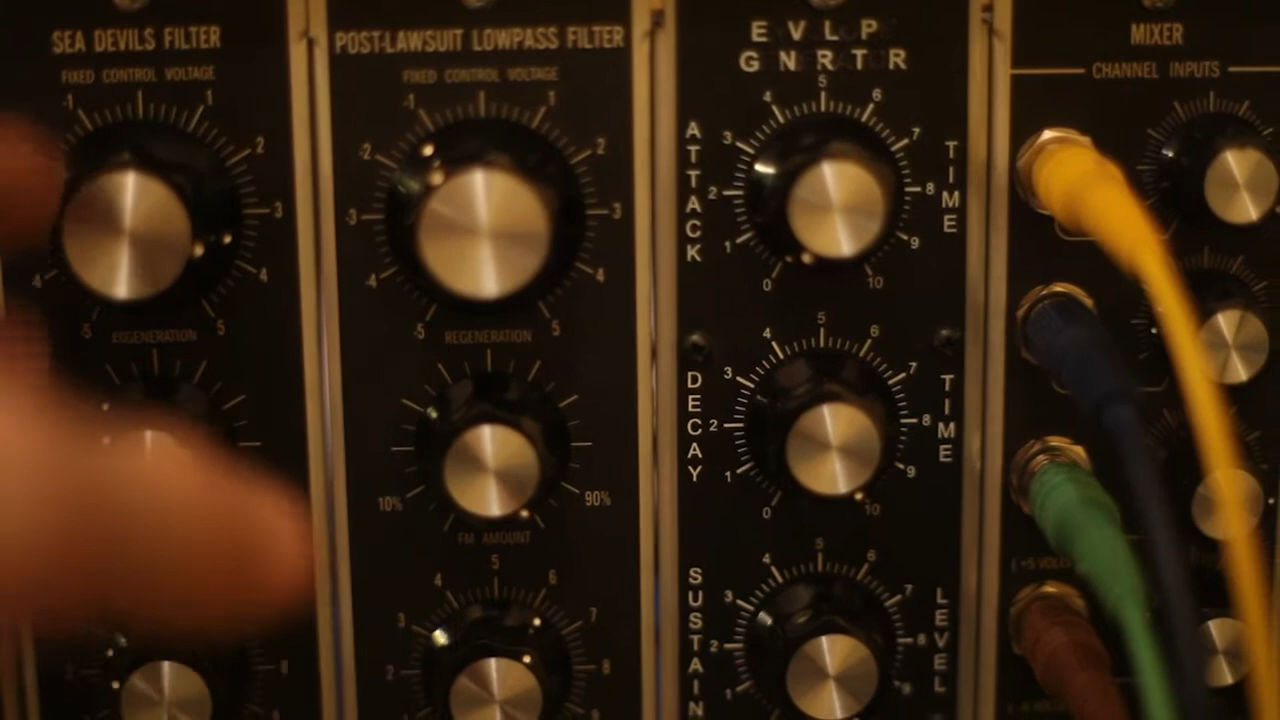 SEA DEVILS FILTER
FIXED CONTROL VOLTAGE
-1 1
2
3
-4 4
-5 5
REGENERATION
POST-LAWSUIT LOWPASS FILTER
FIXED CONTROL VOLTAGE
-1 1
-2 2
-3 3
-4 4
-5 5
REGENERATION
10% 90%
FM AMOUNT
5
4 6
3 7
2 8
E V L P
G N R T R
ATTACK
TIME
5
4 6
3 7
2 8
1 9
0 10
DECAY
TIME
5
4 6
3 7
2 8
1 9
0 10
SUSTAIN
LEVEL
5
4 6
3 7
2 8
1 9
MIXER
CHANNEL INPUTS